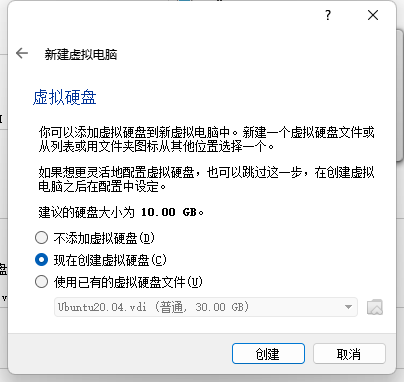 ?
新建虚拟电脑
虚拟硬盘
你可以添加虚拟硬盘到新虚拟电脑中。新建一个虚拟硬盘文件或
从列表或用文件夹图标从其他位置选择一个。
如果想更灵活地配置虚拟硬盘，也可以跳过这一步，在创建虚拟
电脑之后在配置中设定。
建议的硬盘大小为 10.00 GB。
不添加虚拟硬盘(D)
现在创建虚拟硬盘(C)
使用已有的虚拟硬盘文件(U)
Ubuntu20.04.vdi (普通, 30.00 GB)
创建
取消